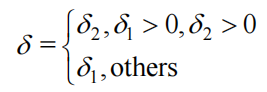 δ = { δ₂, δ₁ > 0, δ₂ > 0
δ₁, others